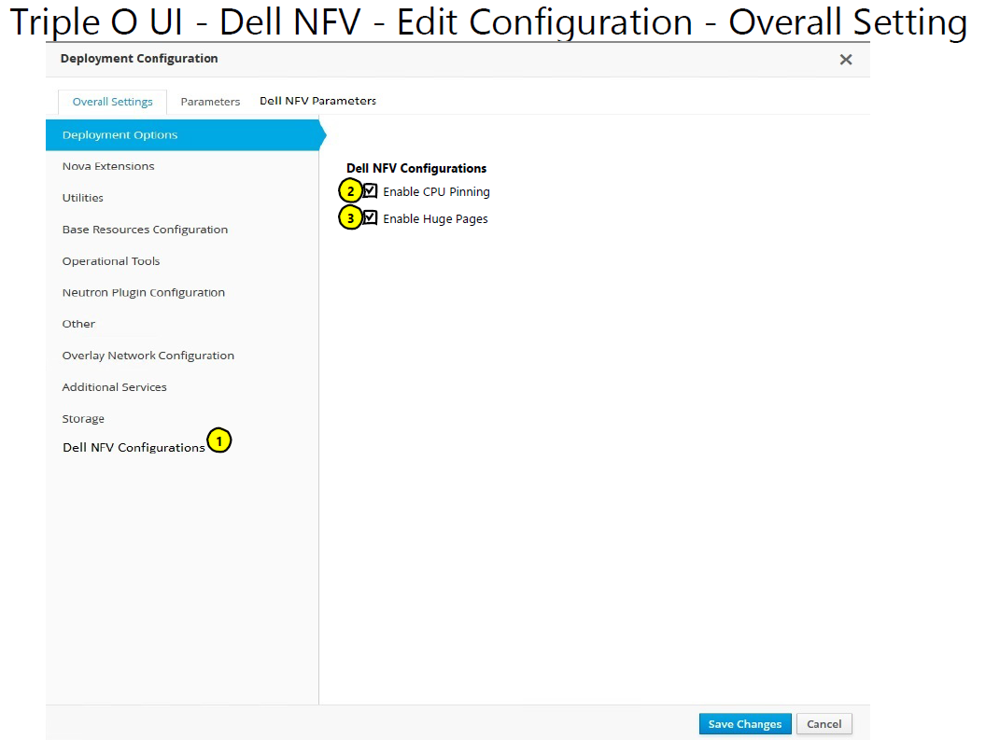 Triple O UI - Dell NFV - Edit Configuration - Overall Setting
Deployment Configuration
Overall Settings
Parameters
Dell NFV Parameters
Deployment Options
Nova Extensions
Utilities
Base Resources Configuration
Operational Tools
Neutron Plugin Configuration
Other
Overlay Network Configuration
Additional Services
Storage
Dell NFV Configurations 1
Dell NFV Configurations
2 Enable CPU Pinning
3 Enable Huge Pages
Save Changes
Cancel